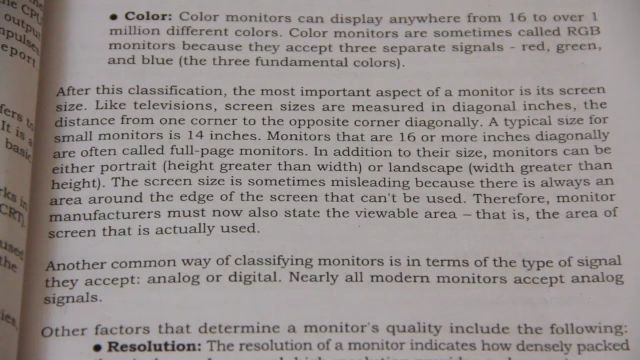 • Color: Color monitors can display anywhere from 16 to over 1
million different colors. Color monitors are sometimes called RGB
monitors because they accept three separate signals - red, green,
and blue (the three fundamental colors).
After this classification, the most important aspect of a monitor is its screen
size. Like televisions, screen sizes are measured in diagonal inches, the
distance from one corner to the opposite corner diagonally. A typical size for
small monitors is 14 inches. Monitors that are 16 or more inches diagonally
are often called full-page monitors. In addition to their size, monitors can be
either portrait (height greater than width) or landscape (width greater than
height). The screen size is sometimes misleading because there is always an
area around the edge of the screen that can't be used. Therefore, monitor
manufacturers must now also state the viewable area – that is, the area of
screen that is actually used.
Another common way of classifying monitors is in terms of the type of signal
they accept: analog or digital. Nearly all modern monitors accept analog
signals.
Other factors that determine a monitor's quality include the following:
• Resolution: The resolution of a monitor indicates how densely packed